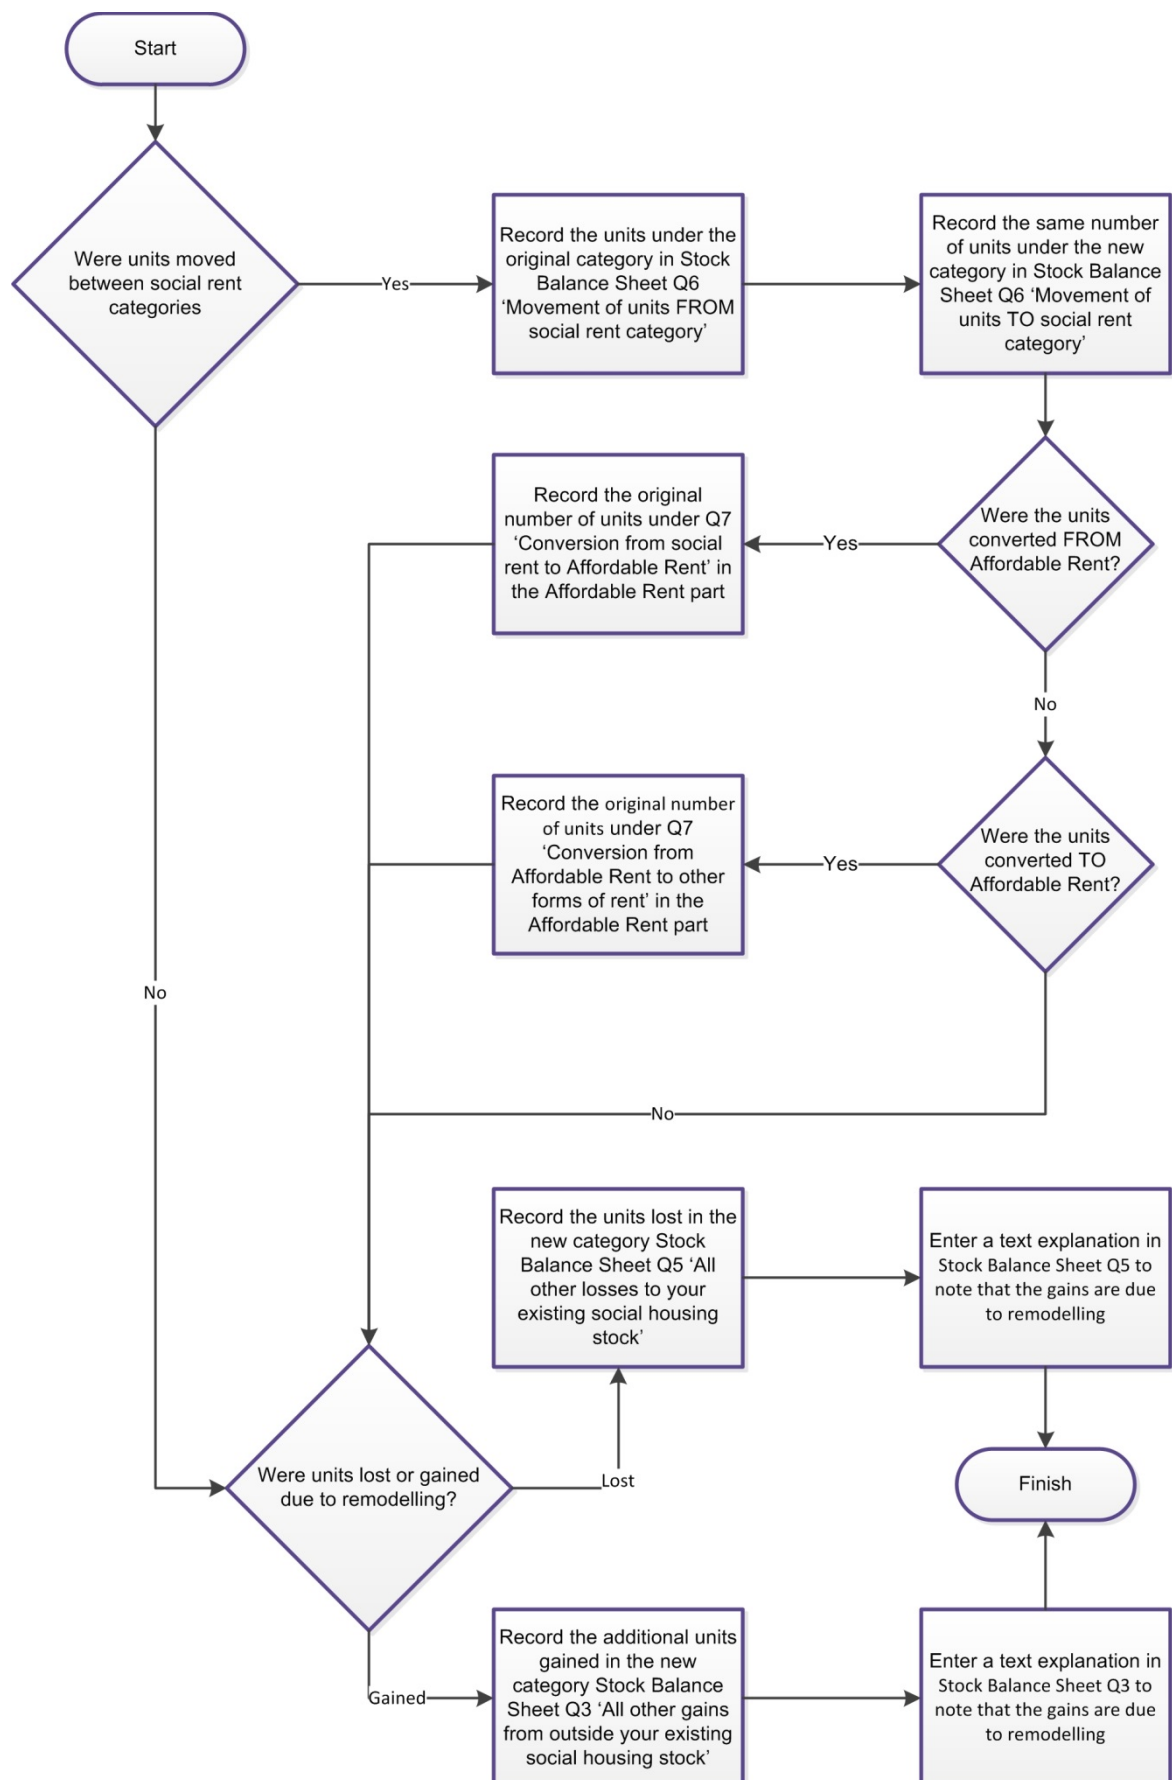 Start
Were units moved
between social rent
categories
Yes
Record the units under the
original category in Stock
Balance Sheet Q6
‘Movement of units FROM
social rent category’
Record the same number
of units under the new
category in Stock Balance
Sheet Q6 ‘Movement of
units TO social rent
category’
Were the units
converted FROM
Affordable Rent?
Yes
Record the original
number of units under Q7
‘Conversion from social
rent to Affordable Rent’ in
the Affordable Rent part
No
Were the units
converted TO
Affordable Rent?
Yes
Record the original number
of units under Q7
‘Conversion from
Affordable Rent to other
forms of rent’ in the
Affordable Rent part
No
No
Record the units lost in the
new category Stock
Balance Sheet Q5 ‘All
other losses to your
existing social housing
stock’
Enter a text explanation in
Stock Balance Sheet Q5 to
note that the gains are due
to remodelling
Were units lost or gained
due to remodelling?
Lost
Finish
Gained
Record the additional units
gained in the new
category Stock Balance
Sheet Q3 ‘All other gains
from outside your existing
social housing stock’
Enter a text explanation in
Stock Balance Sheet Q3 to
note that the gains are due
to remodelling